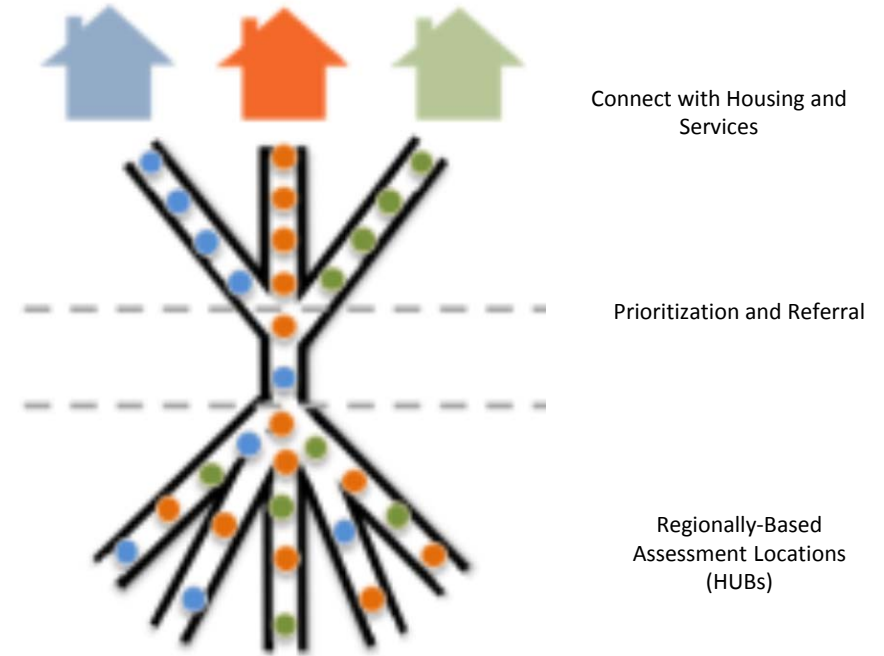 Connect with Housing and
Services
Prioritization and Referral
Regionally-Based
Assessment Locations
(HUBs)